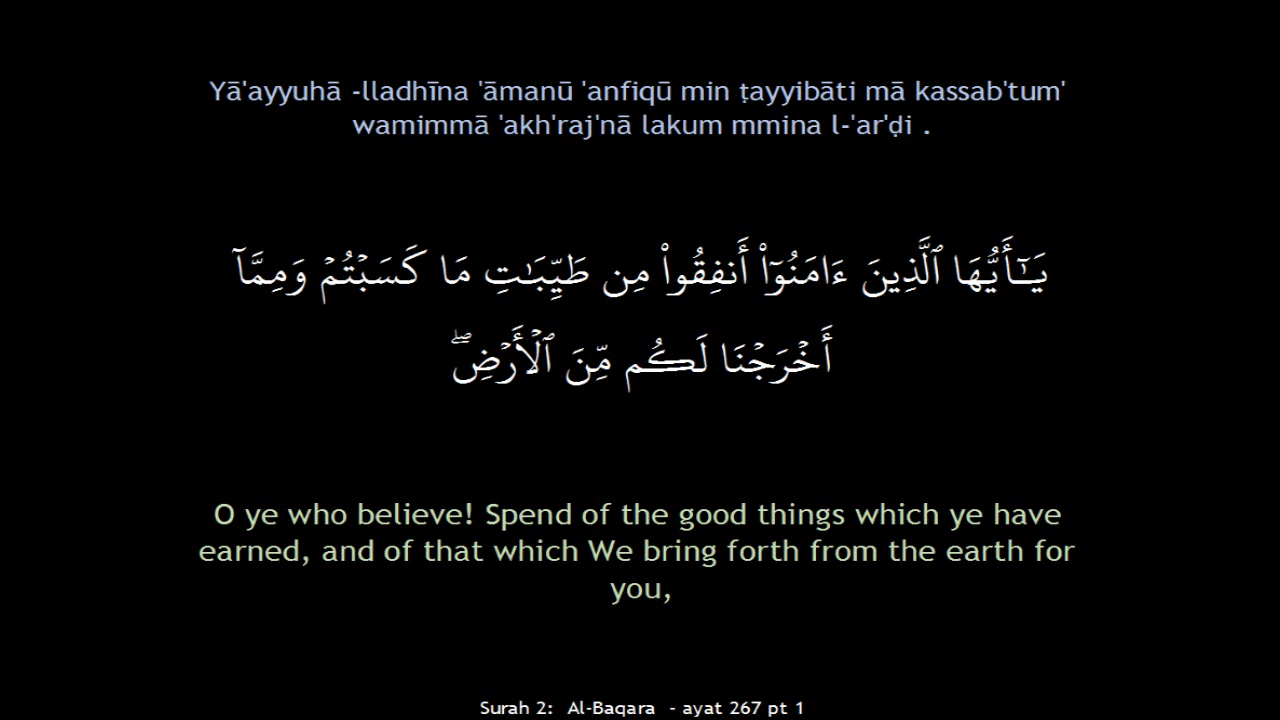 Yā'ayyuhā -lladhīna 'āmanū 'anfiqū min ṭayyibāti mā kassab'tum'
wamimmā 'akh'raj'nā lakum mmina l-'ar'ḍi .
يَـٰٓأَيُّهَا ٱلَّذِينَ ءَامَنُوٓا۟ أَنفِقُوا۟ مِن طَيِّبَـٰتِ مَا كَسَبْتُمْ وَمِمَّآ
أَخْرَجْنَا لَكُم مِّنَ ٱلْأَرْضِ ۖ
O ye who believe! Spend of the good things which ye have
earned, and of that which We bring forth from the earth for
you,
Surah 2:  Al-Baqara  - ayat 267 pt 1